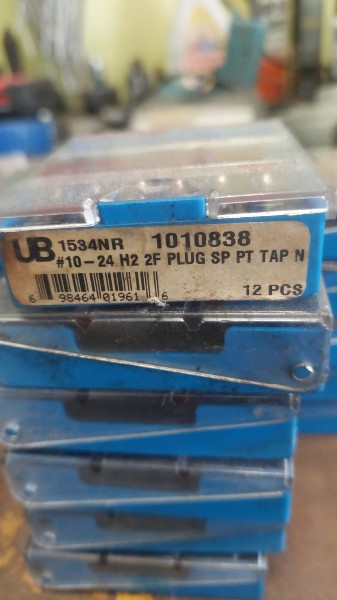 UB 1534NR 1010838
#10-24 H2 2F PLUG SP PT TAP N
6 98464 01961 6
12 PCS